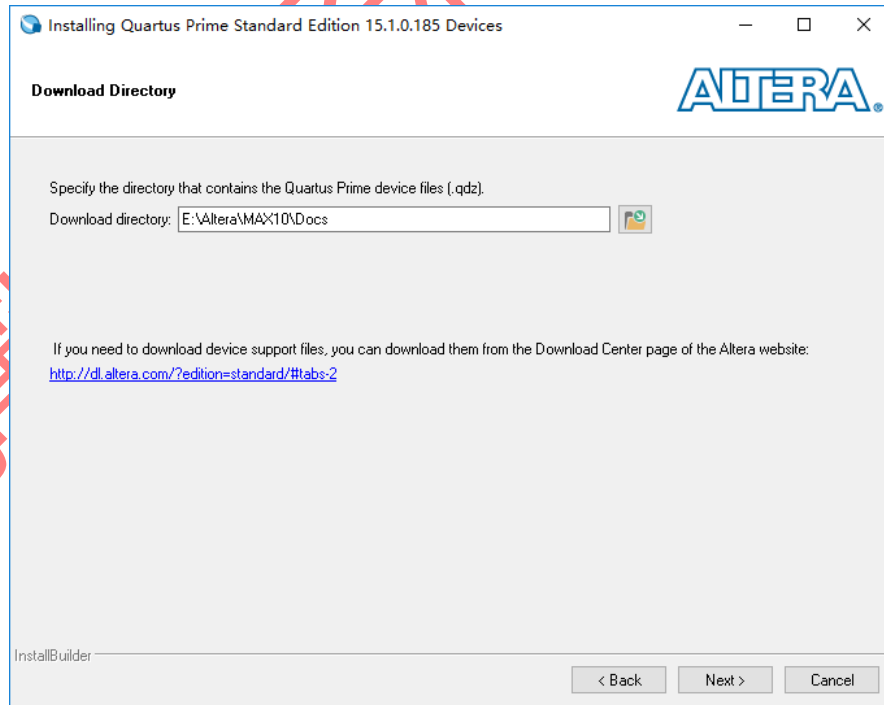 Installing Quartus Prime Standard Edition 15.1.0.185 Devices
Download Directory
ALTERA®
Specify the directory that contains the Quartus Prime device files (.qdz).
Download directory: E:\Altera\MAX10\Docs
If you need to download device support files, you can download them from the Download Center page of the Altera website:
http://dl.altera.com/?edition=standard/#tabs-2
InstallBuilder
< Back Next > Cancel